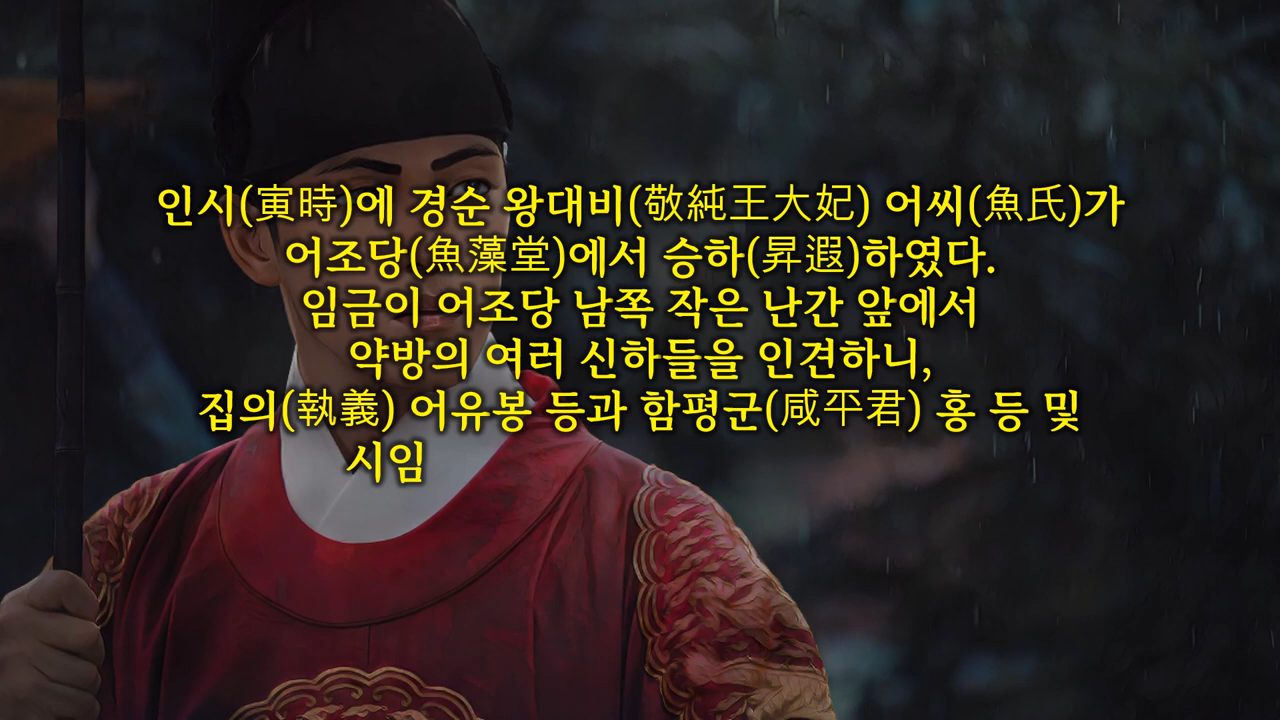 인시(寅時)에 경순 왕대비(敬純王大妃) 어씨(魚氏)가
어조당(魚藻堂)에서 승하(昇遐)하였다.
임금이 어조당 남쪽 작은 난간 앞에서
약방의 여러 신하들을 인견하니,
집의(執義) 어유봉 등과 함평군(咸平君) 홍 등 및
시임